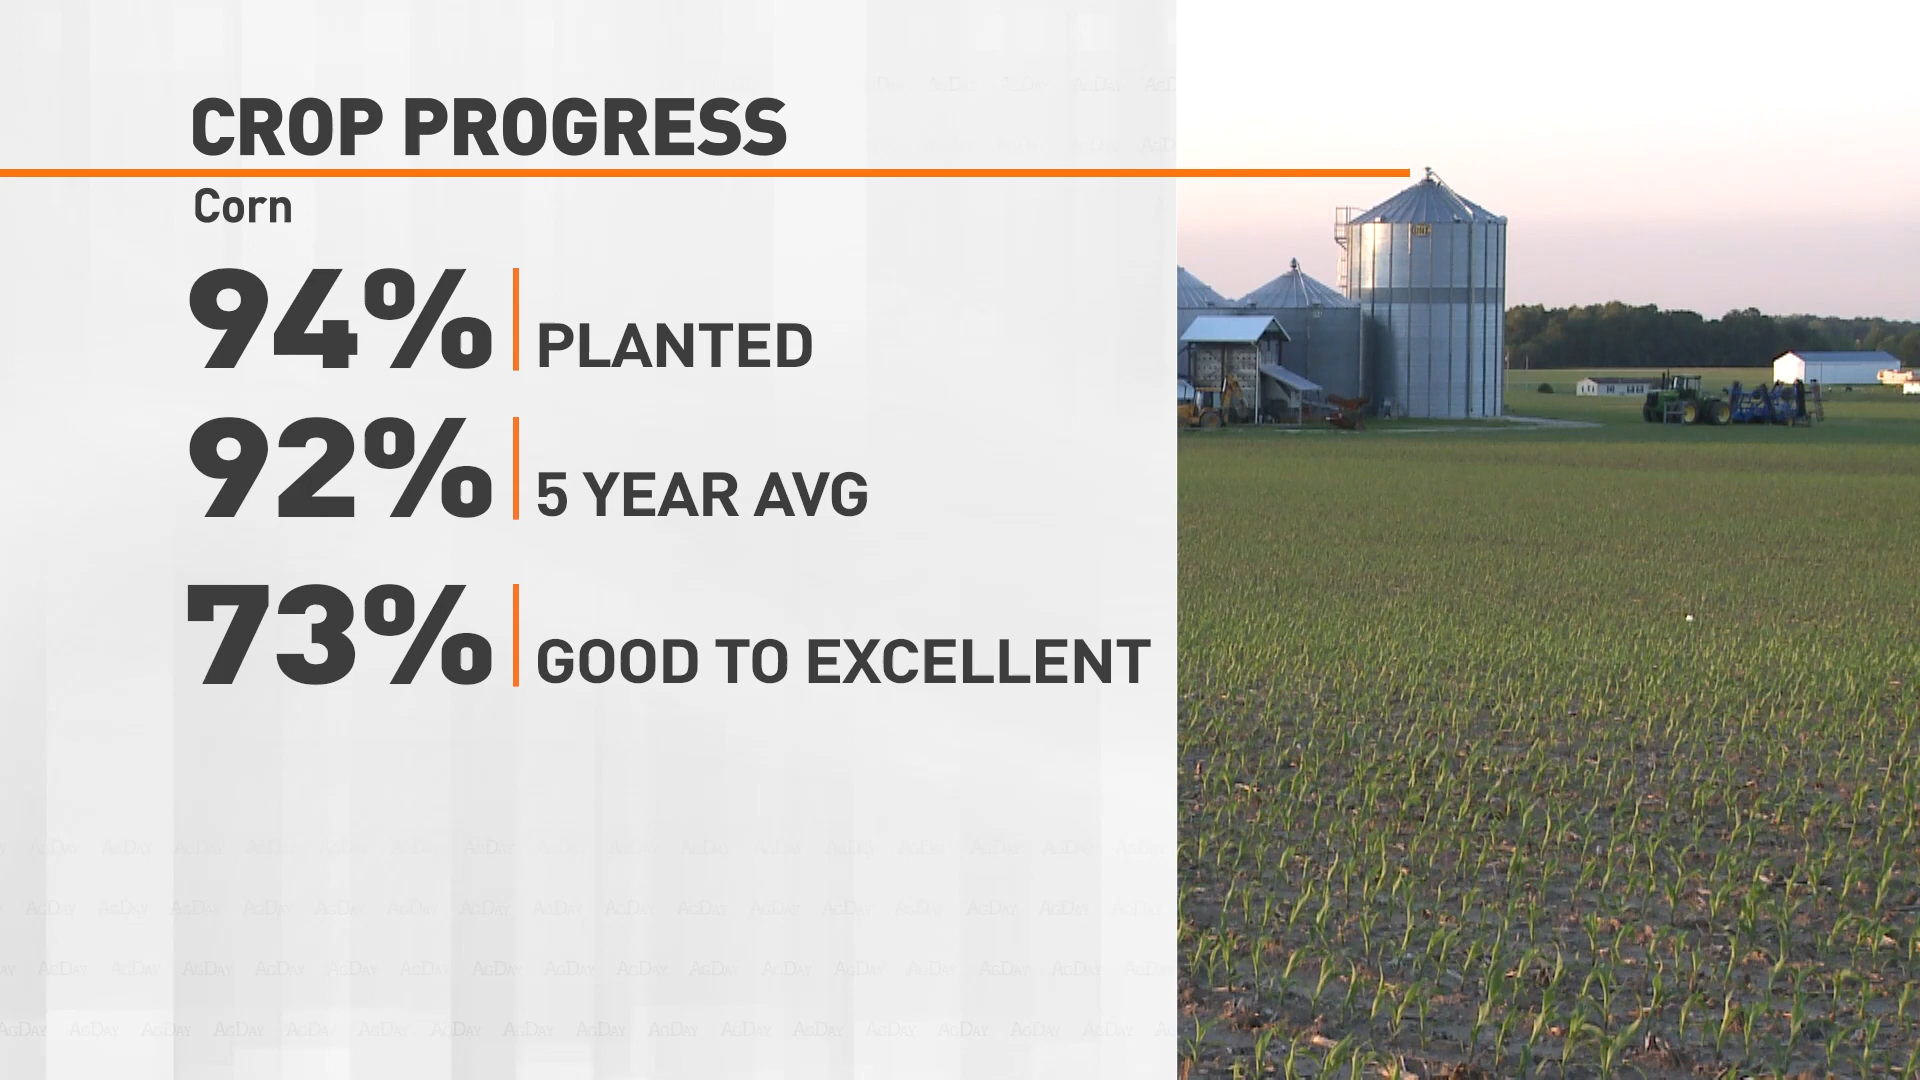 CROP PROGRESS
Corn
94% PLANTED
92% 5 YEAR AVG
73% GOOD TO EXCELLENT